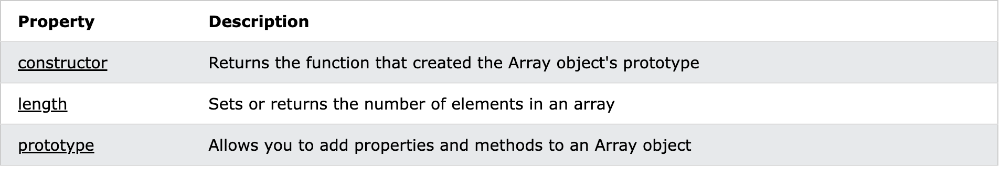 Property Description
constructor Returns the function that created the Array object's prototype
length Sets or returns the number of elements in an array
prototype Allows you to add properties and methods to an Array object